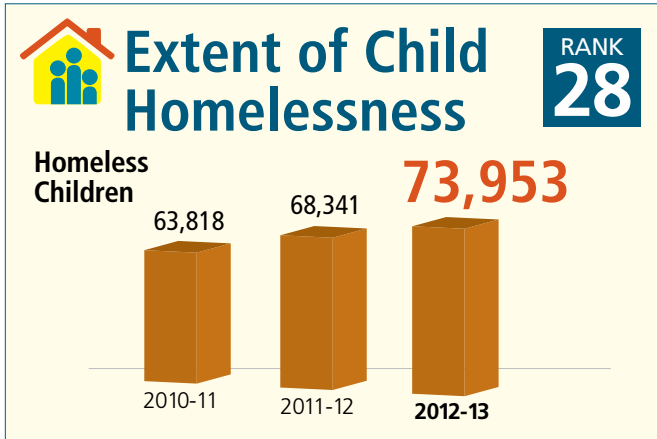 Extent of Child
Homelessness
RANK
28
Homeless
Children
63,818
68,341
73,953
2010-11
2011-12
2012-13